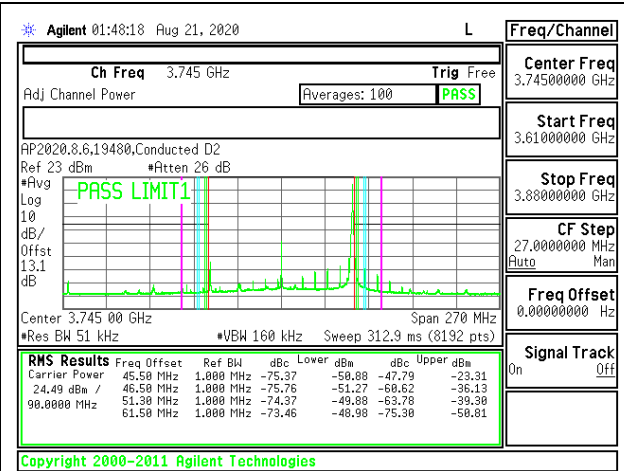 Agilent 01:48:18 Aug 21, 2020 L
Ch Freq 3.745 GHz Trig Free
Adj Channel Power Averages: 100 PASS
AP2020.8.6,19480,Conducted D2
Ref 23 dBm #Atten 26 dB
#Avg
Log
10
dB/
Offst
13.1
dB
PASS LIMIT1
Center 3.745 00 GHz Span 270 MHz
#Res BW 51 kHz #VBW 160 kHz Sweep 312.9 ms (8192 pts)
RMS Results Freq Offset Ref BW dBc Lower dBm dBc Upper dBm
Carrier Power 45.50 MHz 1.000 MHz -75.37 -50.88 -47.79 -23.31
24.49 dBm / 46.50 MHz 1.000 MHz -75.76 -51.27 -60.62 -36.13
90.0000 MHz 51.30 MHz 1.000 MHz -74.37 -49.88 -63.78 -39.30
61.50 MHz 1.000 MHz -73.46 -48.98 -75.30 -50.81
Copyright 2000-2011 Agilent Technologies
Freq/Channel
Center Freq
3.74500000 GHz
Start Freq
3.61000000 GHz
Stop Freq
3.88000000 GHz
CF Step
27.0000000 MHz
Auto Man
Freq Offset
0.00000000 Hz
Signal Track
On Off